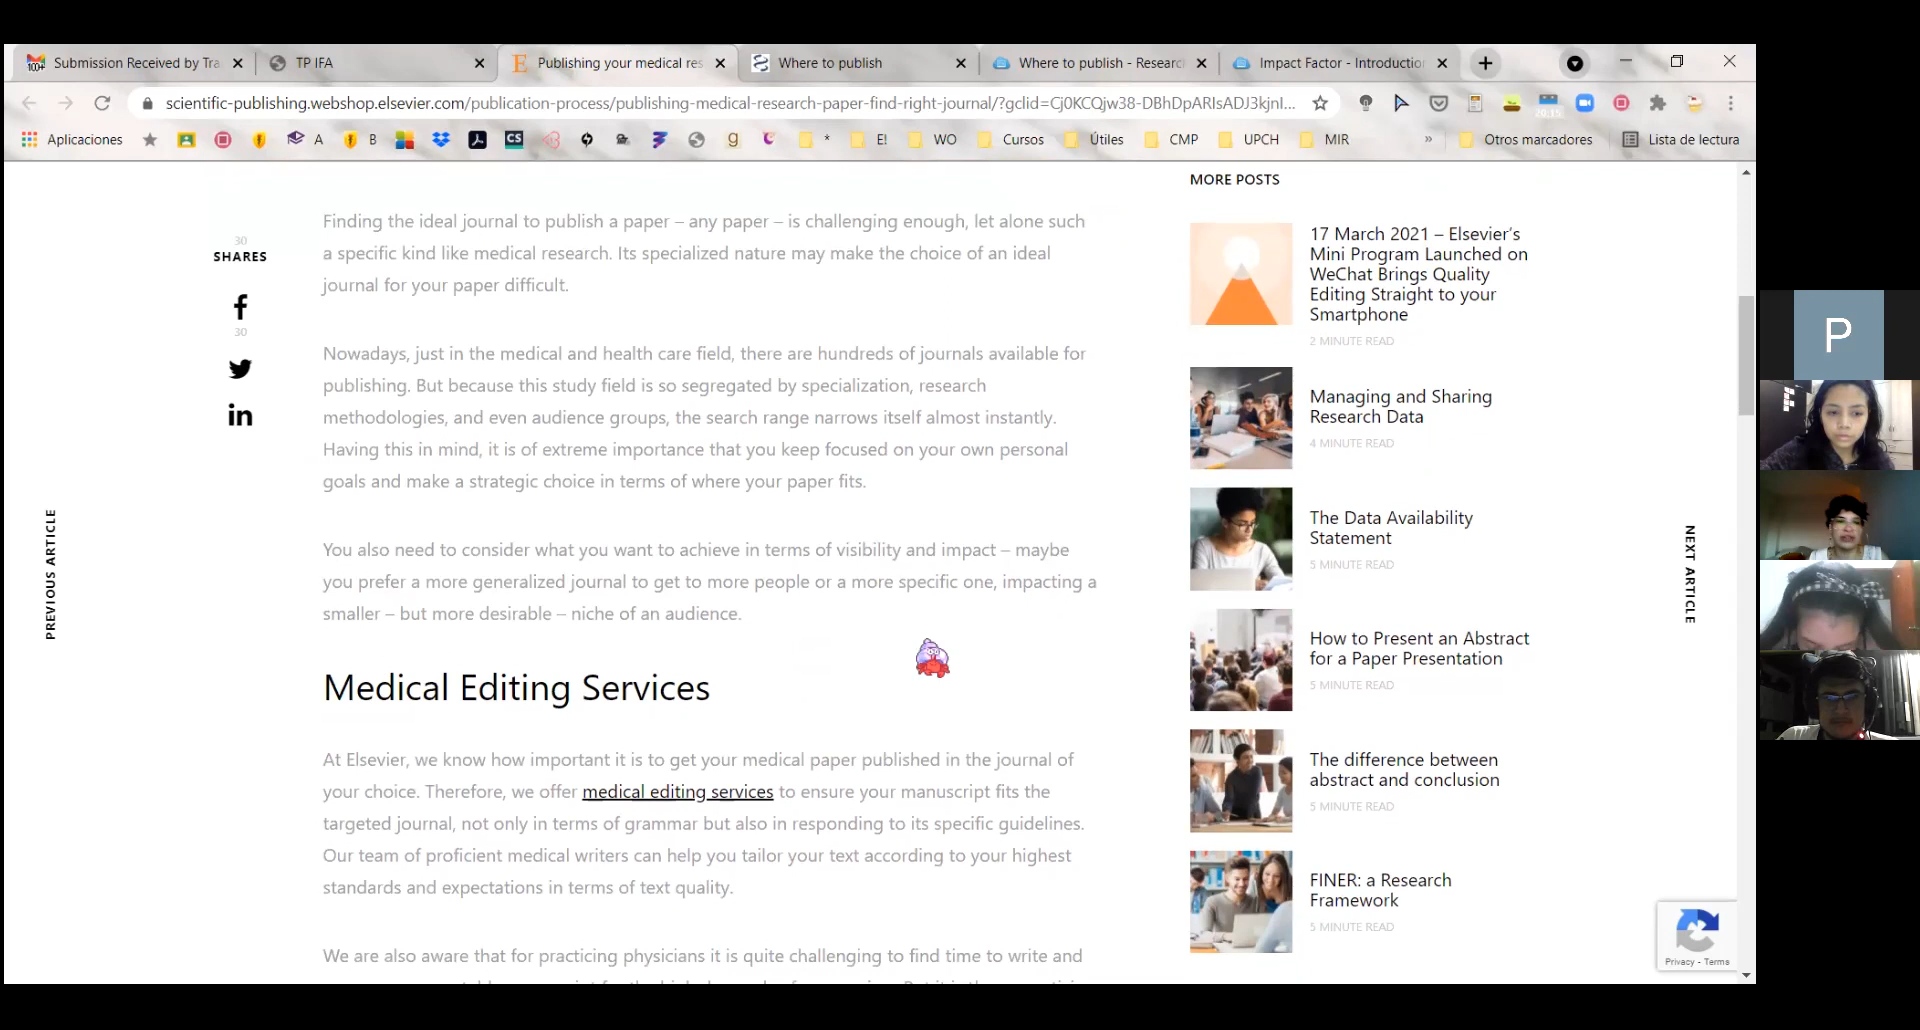 Submission Received by Tra
TP IFA
Publishing your medical res
Where to publish
Where to publish - Researc
Impact Factor - Introduction
scientific-publishing.webshop.elsevier.com/publication-process/publishing-medical-research-paper-find-right-journal/?gclid=Cj0KCQjw38-DBhDpARIsADJ3kjnI...
Aplicaciones
A
B
*
E!
WO
Cursos
Útiles
CMP
UPCH
MIR
»
Otros marcadores
Lista de lectura
30
SHARES
30
PREVIOUS ARTICLE
Finding the ideal journal to publish a paper – any paper – is challenging enough, let alone such
a specific kind like medical research. Its specialized nature may make the choice of an ideal
journal for your paper difficult.
Nowadays, just in the medical and health care field, there are hundreds of journals available for
publishing. But because this study field is so segregated by specialization, research
methodologies, and even audience groups, the search range narrows itself almost instantly.
Having this in mind, it is of extreme importance that you keep focused on your own personal
goals and make a strategic choice in terms of where your paper fits.
You also need to consider what you want to achieve in terms of visibility and impact – maybe
you prefer a more generalized journal to get to more people or a more specific one, impacting a
smaller – but more desirable – niche of an audience.
Medical Editing Services
At Elsevier, we know how important it is to get your medical paper published in the journal of
your choice. Therefore, we offer medical editing services to ensure your manuscript fits the
targeted journal, not only in terms of grammar but also in responding to its specific guidelines.
Our team of proficient medical writers can help you tailor your text according to your highest
standards and expectations in terms of text quality.
We are also aware that for practicing physicians it is quite challenging to find time to write and
MORE POSTS
17 March 2021 – Elsevier's
Mini Program Launched on
WeChat Brings Quality
Editing Straight to your
Smartphone
2 MINUTE READ
Managing and Sharing
Research Data
4 MINUTE READ
The Data Availability
Statement
5 MINUTE READ
How to Present an Abstract
for a Paper Presentation
5 MINUTE READ
The difference between
abstract and conclusion
5 MINUTE READ
FINER: a Research
Framework
5 MINUTE READ
NEXT ARTICLE
Privacy - Terms
P